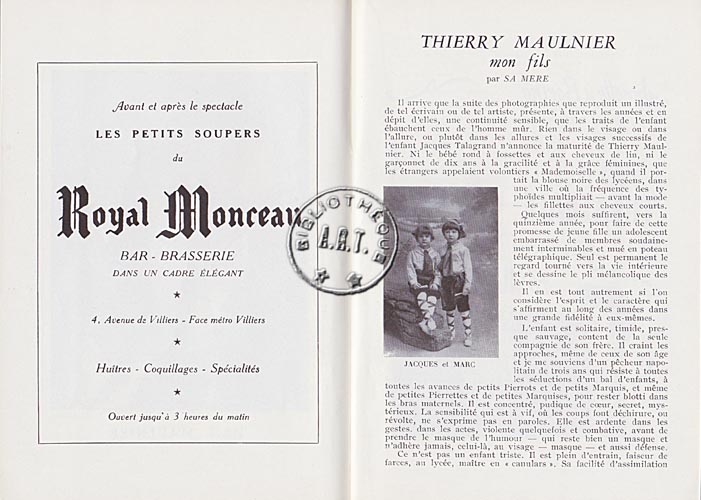 Avant et après le spectacle
LES PETITS SOUPERS
du
Royal Monceau
BAR - BRASSERIE
DANS UN CADRE ÉLÉGANT
4, Avenue de Villiers - Face métro Villiers
Huîtres - Coquillages - Spécialités
Ouvert jusqu'à 3 heures du matin
BIBLIOTHÈQUE
A.R.T.
THIERRY MAULNIER
mon fils
par SA MERE
Il arrive que la suite des photographies que reproduit un illustré,
de tel écrivain ou de tel artiste, présente, à travers les années et en
dépit d'elles, une continuité sensible, que les traits de l'enfant
ébauchent ceux de l'homme mûr. Rien dans le visage ou dans
l'allure, ou plutôt dans les allures et les visages successifs de
l'enfant Jacques Talagrand n'annonce la maturité de Thierry Maul-
nier. Ni le bébé rond à fossettes et aux cheveux de lin, ni le
garçonnet de dix ans à la gracilité et à la grâce féminines, que
les étrangers appelaient volontiers « Mademoiselle », quand il por-
tait la blouse noire des lycéens, dans
une ville où la fréquence des ty-
phoïdes multipliait — avant la mode
— les fillettes aux cheveux courts.
Quelques mois suffirent, vers la
quinzième année, pour faire de cette
promesse de jeune fille un adolescent
embarrassé de membres soudaine-
ment interminables et mué en poteau
télégraphique. Seul est permanent le
regard tourné vers la vie intérieure
et se dessine le pli mélancolique des
lèvres.
Il en est tout autrement si l'on
considère l'esprit et le caractère qui
s'affirment au long des années dans
une grande fidélité à eux-mêmes.
L'enfant est solitaire, timide, pres-
que sauvage, content de la seule
compagnie de son frère. Il craint les
approches, même de ceux de son âge
et je me souviens d'un pêcheur napo-
litain de trois ans qui résiste à toutes
les séductions d'un bal d'enfants, à
toutes les avances de petits Pierrots et de petits Marquis, et même
de petites Pierrettes et de petites Marquises, pour rester blotti dans
les bras maternels. Il est concentré, pudique de cœur, secret, mys-
térieux. La sensibilité qui est à vif, où les coups font déchirure, ou
révolte, ne s'exprime pas en paroles. Elle est ardente dans les
gestes, dans les actes, violente quelquefois et combative, avant de
prendre le masque de l'humour — qui reste bien un masque et
n'adhère jamais, celui-là, au visage — masque — et aussi défense.
Ce n'est pas un enfant triste. Il est plein d'entrain, faiseur de
farces, au lycée, maître en « canulars ». Sa facilité d'assimilation
JACQUES et MARC